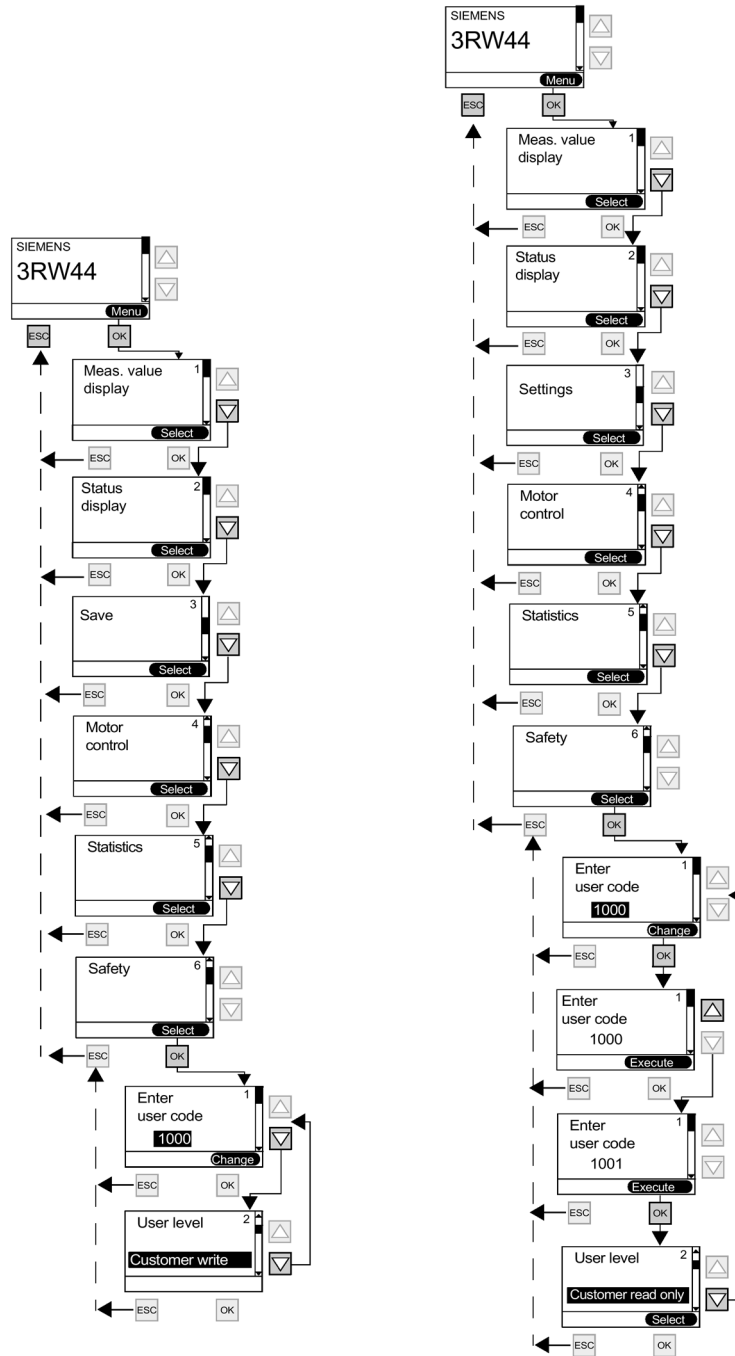 SIEMENS
3RW44
Menu
ESC
OK
Meas. value
display
1
Select
ESC
OK
Status
display
2
Select
ESC
OK
Save
3
Select
ESC
OK
Motor
control
4
Select
ESC
OK
Statistics
5
Select
ESC
OK
Safety
6
Select
ESC
OK
Enter
user code
1
1000
Change
ESC
OK
User level
2
Customer write
ESC
OK
SIEMENS
3RW44
Menu
ESC
OK
Meas. value
display
1
Select
ESC
OK
Status
display
2
Select
ESC
OK
Settings
3
Select
ESC
OK
Motor
control
4
Select
ESC
OK
Statistics
5
Select
ESC
OK
Safety
6
Select
ESC
OK
Enter
user code
1
1000
Change
ESC
OK
Enter
user code
1
1000
Execute
ESC
OK
Enter
user code
1
1001
Execute
ESC
OK
User level
2
Customer read only
Select
ESC
OK